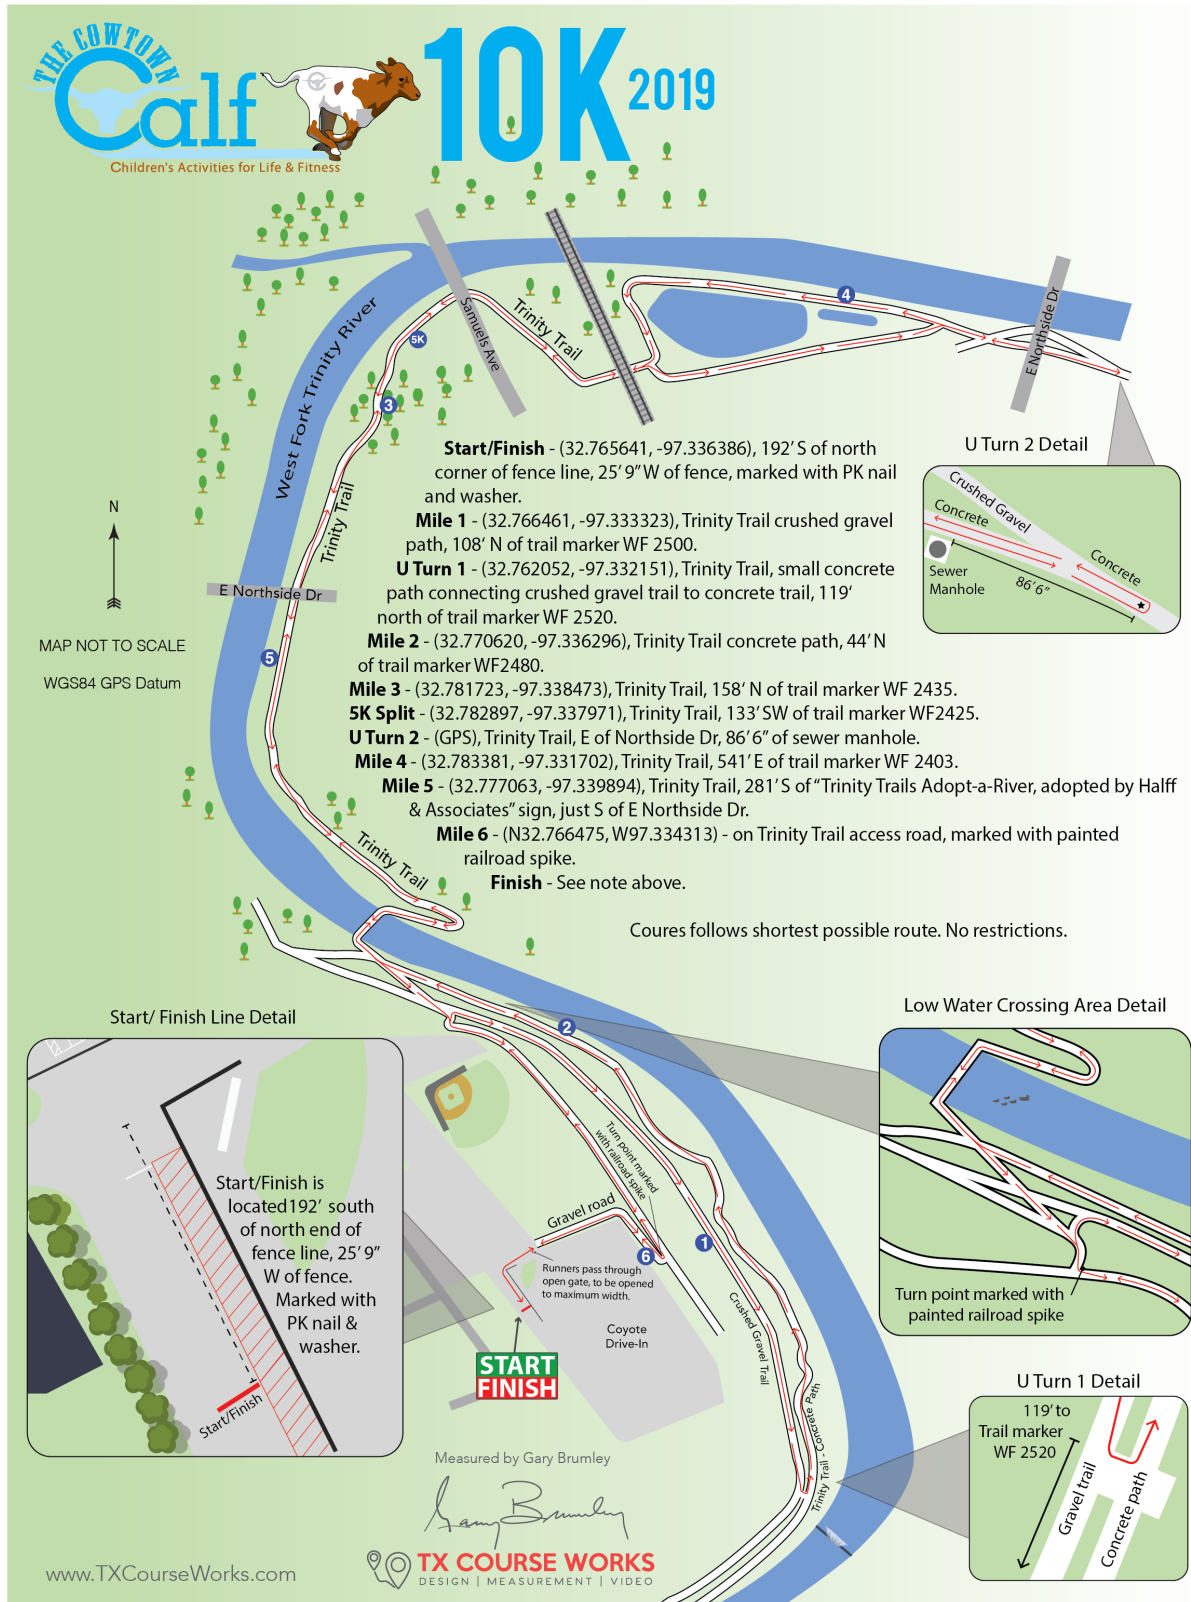 THE COWTOWN
Calf
Children's Activities for Life & Fitness
10K 2019
West Fork Trinity River
Samuels Ave
Trinity Trail
4
E Northside Dr
5K
3
Trinity Trail
E Northside Dr
5
N
MAP NOT TO SCALE
WGS84 GPS Datum
Start/Finish - (32.765641, -97.336386), 192' S of north
corner of fence line, 25' 9" W of fence, marked with PK nail
and washer.
Mile 1 - (32.766461, -97.333323), Trinity Trail crushed gravel
path, 108' N of trail marker WF 2500.
U Turn 1 - (32.762052, -97.332151), Trinity Trail, small concrete
path connecting crushed gravel trail to concrete trail, 119'
north of trail marker WF 2520.
Mile 2 - (32.770620, -97.336296), Trinity Trail concrete path, 44' N
of trail marker WF2480.
Mile 3 - (32.781723, -97.338473), Trinity Trail, 158' N of trail marker WF 2435.
5K Split - (32.782897, -97.337971), Trinity Trail, 133' SW of trail marker WF2425.
U Turn 2 - (GPS), Trinity Trail, E of Northside Dr, 86' 6" of sewer manhole.
Mile 4 - (32.783381, -97.331702), Trinity Trail, 541' E of trail marker WF 2403.
Mile 5 - (32.777063, -97.339894), Trinity Trail, 281' S of "Trinity Trails Adopt-a-River, adopted by Halff
& Associates" sign, just S of E Northside Dr.
Mile 6 - (N32.766475, W97.334313) - on Trinity Trail access road, marked with painted
railroad spike.
Finish - See note above.
Coures follows shortest possible route. No restrictions.
U Turn 2 Detail
Crushed Gravel
Concrete
Concrete
Sewer
Manhole
86' 6"
Trinity Trail
2
Low Water Crossing Area Detail
Turn point marked with
painted railroad spike
Start/ Finish Line Detail
Start/Finish is
located192' south
of north end of
fence line, 25' 9"
W of fence.
Marked with
PK nail &
washer.
Start/Finish
Turn point marked
with railroad spike
Gravel road
6
1
Runners pass through
open gate, to be opened
to maximum width.
Coyote
Drive-In
START
FINISH
Crushed Gravel Trail
Trinity Trail - Concrete Path
U Turn 1 Detail
119' to
Trail marker
WF 2520
Gravel trail
Concrete path
Measured by Gary Brumley
Gary Brumley
TX COURSE WORKS
DESIGN | MEASUREMENT | VIDEO
www.TXCourseWorks.com